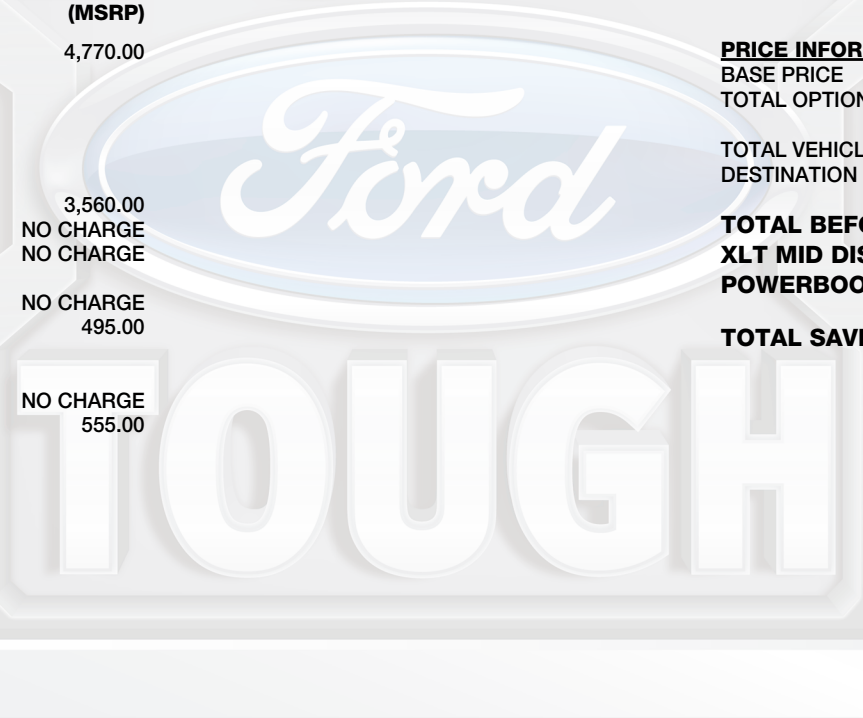 (MSRP)
4,770.00
3,560.00
NO CHARGE
NO CHARGE
NO CHARGE
495.00
NO CHARGE
555.00
PRICE INFOR
BASE PRICE
TOTAL OPTION
TOTAL VEHICL
DESTINATION
TOTAL BEFO
XLT MID DIS
POWERBOO
TOTAL SAVI
Ford
TOUGH